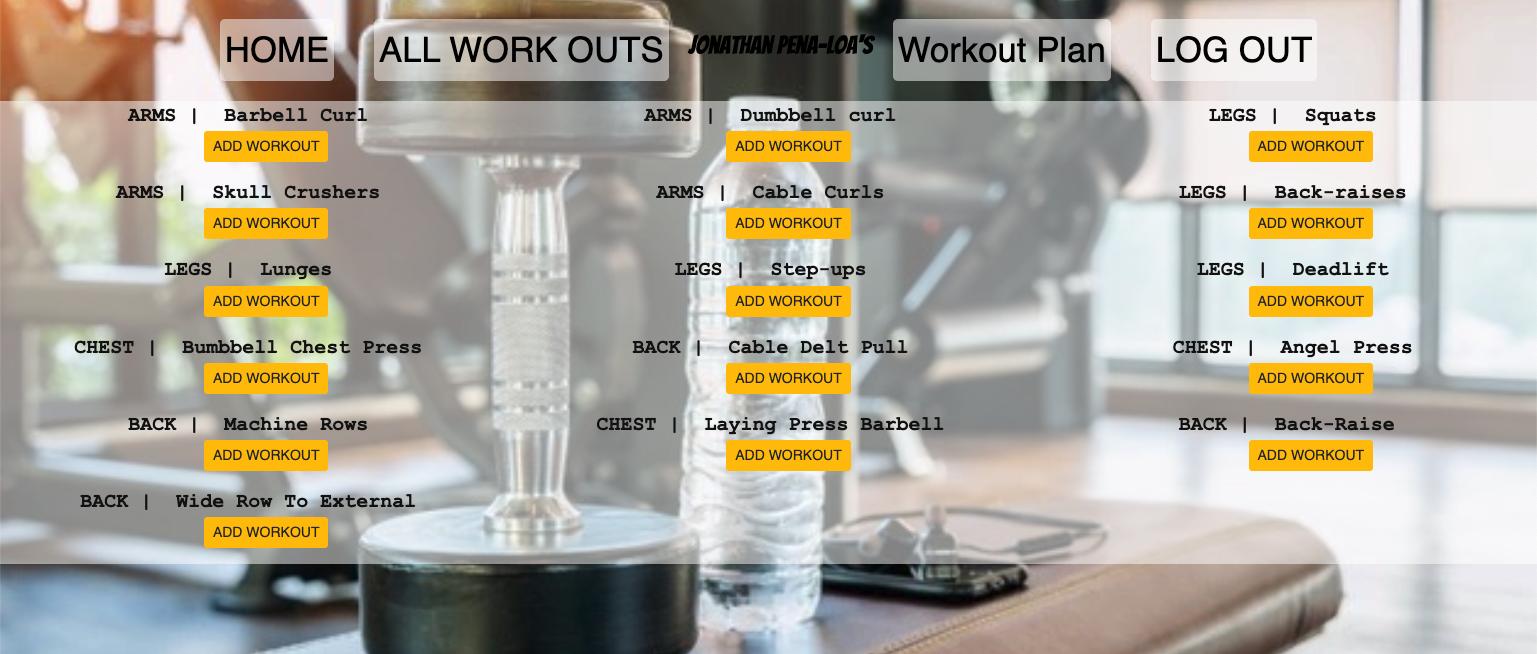 HOME ALL WORK OUTS JONATHAN PENA-LOA'S Workout Plan LOG OUT
ARMS | Barbell Curl ARMS | Dumbbell curl LEGS | Squats
ADD WORKOUT ADD WORKOUT ADD WORKOUT
ARMS | Skull Crushers ARMS | Cable Curls LEGS | Back-raises
ADD WORKOUT ADD WORKOUT ADD WORKOUT
LEGS | Lunges LEGS | Step-ups LEGS | Deadlift
ADD WORKOUT ADD WORKOUT ADD WORKOUT
CHEST | Bumbbell Chest Press BACK | Cable Delt Pull CHEST | Angel Press
ADD WORKOUT ADD WORKOUT ADD WORKOUT
BACK | Machine Rows CHEST | Laying Press Barbell BACK | Back-Raise
ADD WORKOUT ADD WORKOUT ADD WORKOUT
BACK | Wide Row To External
ADD WORKOUT